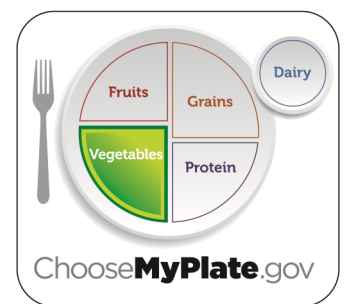 Dairy
Fruits
Grains
Vegetables
Protein
ChooseMyPlate.gov